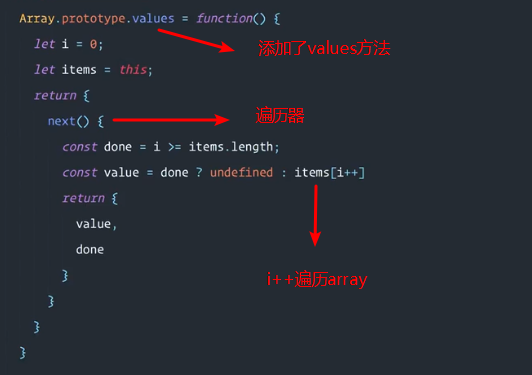 Array.prototype.values = function() {
let i = 0;
添加了values方法
let items = this;
return {
next() {
遍历器
const done = i >= items.length;
const value = done ? undefined : items[i++]
return {
value,
done
i++遍历array
}
}
}
}